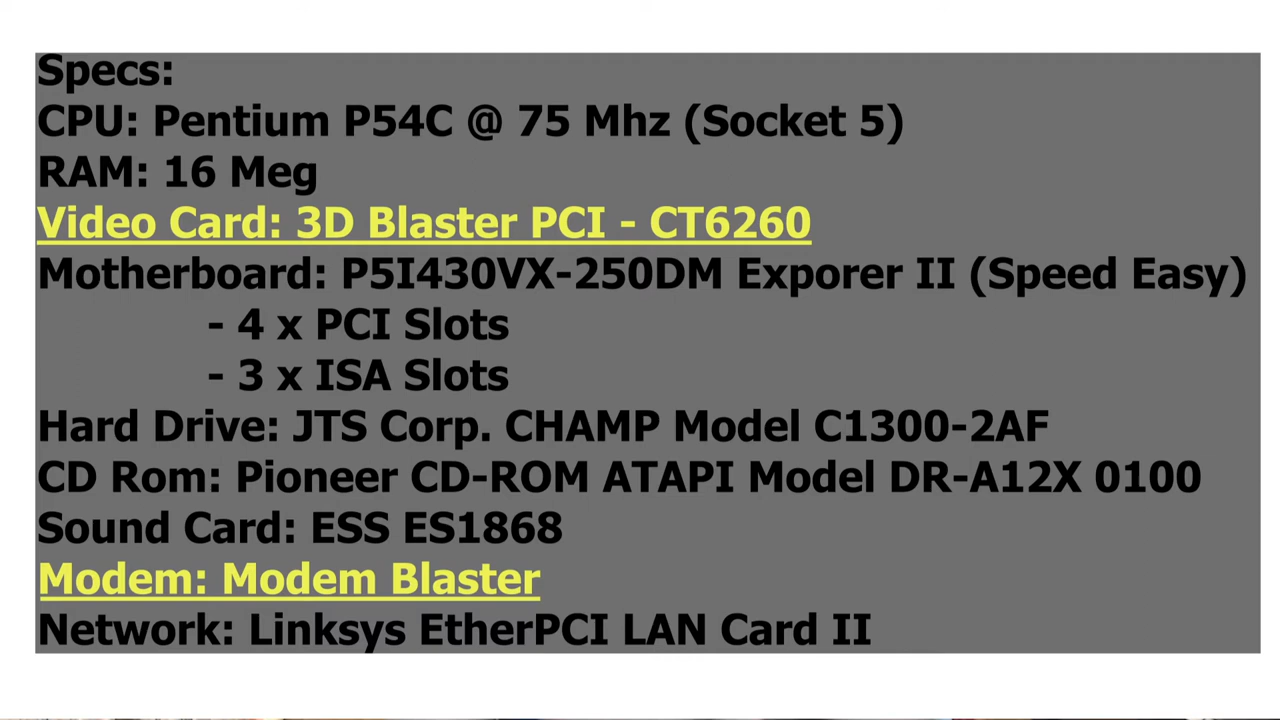 Specs:
CPU: Pentium P54C @ 75 Mhz (Socket 5)
RAM: 16 Meg
Video Card: 3D Blaster PCI - CT6260
Motherboard: P5I430VX-250DM Exporer II (Speed Easy)
- 4 x PCI Slots
- 3 x ISA Slots
Hard Drive: JTS Corp. CHAMP Model C1300-2AF
CD Rom: Pioneer CD-ROM ATAPI Model DR-A12X 0100
Sound Card: ESS ES1868
Modem: Modem Blaster
Network: Linksys EtherPCI LAN Card II